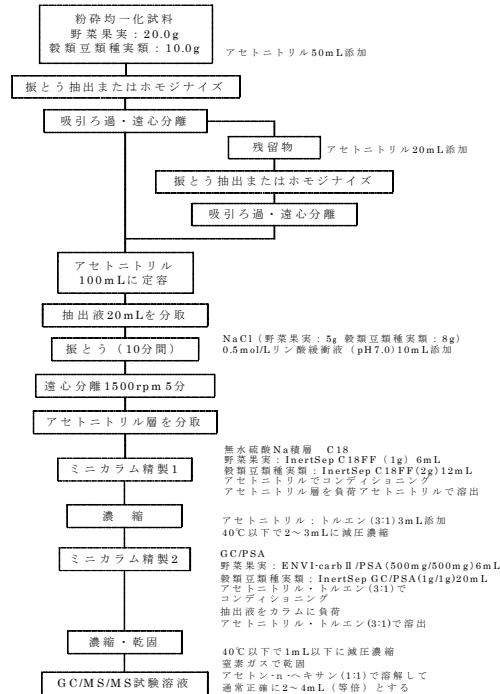 粉砕均一化試料
野菜果実：20.0g
穀類豆類種実類：10.0g
アセトニトリル50mL添加
振とう抽出またはホモジナイズ
吸引ろ過・遠心分離
残留物
アセトニトリル20mL添加
振とう抽出またはホモジナイズ
吸引ろ過・遠心分離
アセトニトリル
100mLに定容
抽出液20mLを分取
NaCl（野菜果実：5g 穀類豆類種実類：8g）
0.5mol/Lリン酸緩衝液（pH7.0)10mL添加
振とう（10分間）
遠心分離1500rpm5分
アセトニトリル層を分取
無水硫酸Na積層　C18
野菜果実：InertSep C18FF（1g）6mL
穀類豆類種実類：InertSep C18FF(2g)12mL
アセトニトリルでコンディショニング
アセトニトリル層を負荷アセトニトリルで溶出
ミニカラム精製1
濃縮
アセトニトリル：トルエン(3:1)3mL添加
40℃以下で2～3mLに減圧濃縮
ミニカラム精製2
GC/PSA
野菜果実：ENVI-carbⅡ/PSA(500mg/500mg)6mL
穀類豆類種実類：InertSep GC/PSA(1g/1g)20mL
アセトニトリル・トルエン(3:1)で
コンディショニング
抽出液をカラムに負荷
アセトニトリル・トルエン(3:1)で溶出
濃縮・乾固
40℃以下で1mL以下に減圧濃縮
窒素ガスで乾固
アセトン-n-ヘキサン(1:1)で溶解して
通常正確に2～4mL（等倍）とする
GC/MS/MS試験溶液